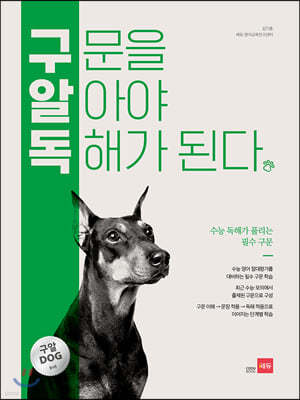 구문을
알아야
독해가 된다.
수능 독해가 풀리는
필수 구문
수능 영어 절대평가를
대비하는 필수 구문 학습
최근 수능 모의에서
출제된 구문으로 구성
구문 이해 → 문장 적용 → 독해 적용으로
이어지는 단계별 학습
구알
DOG